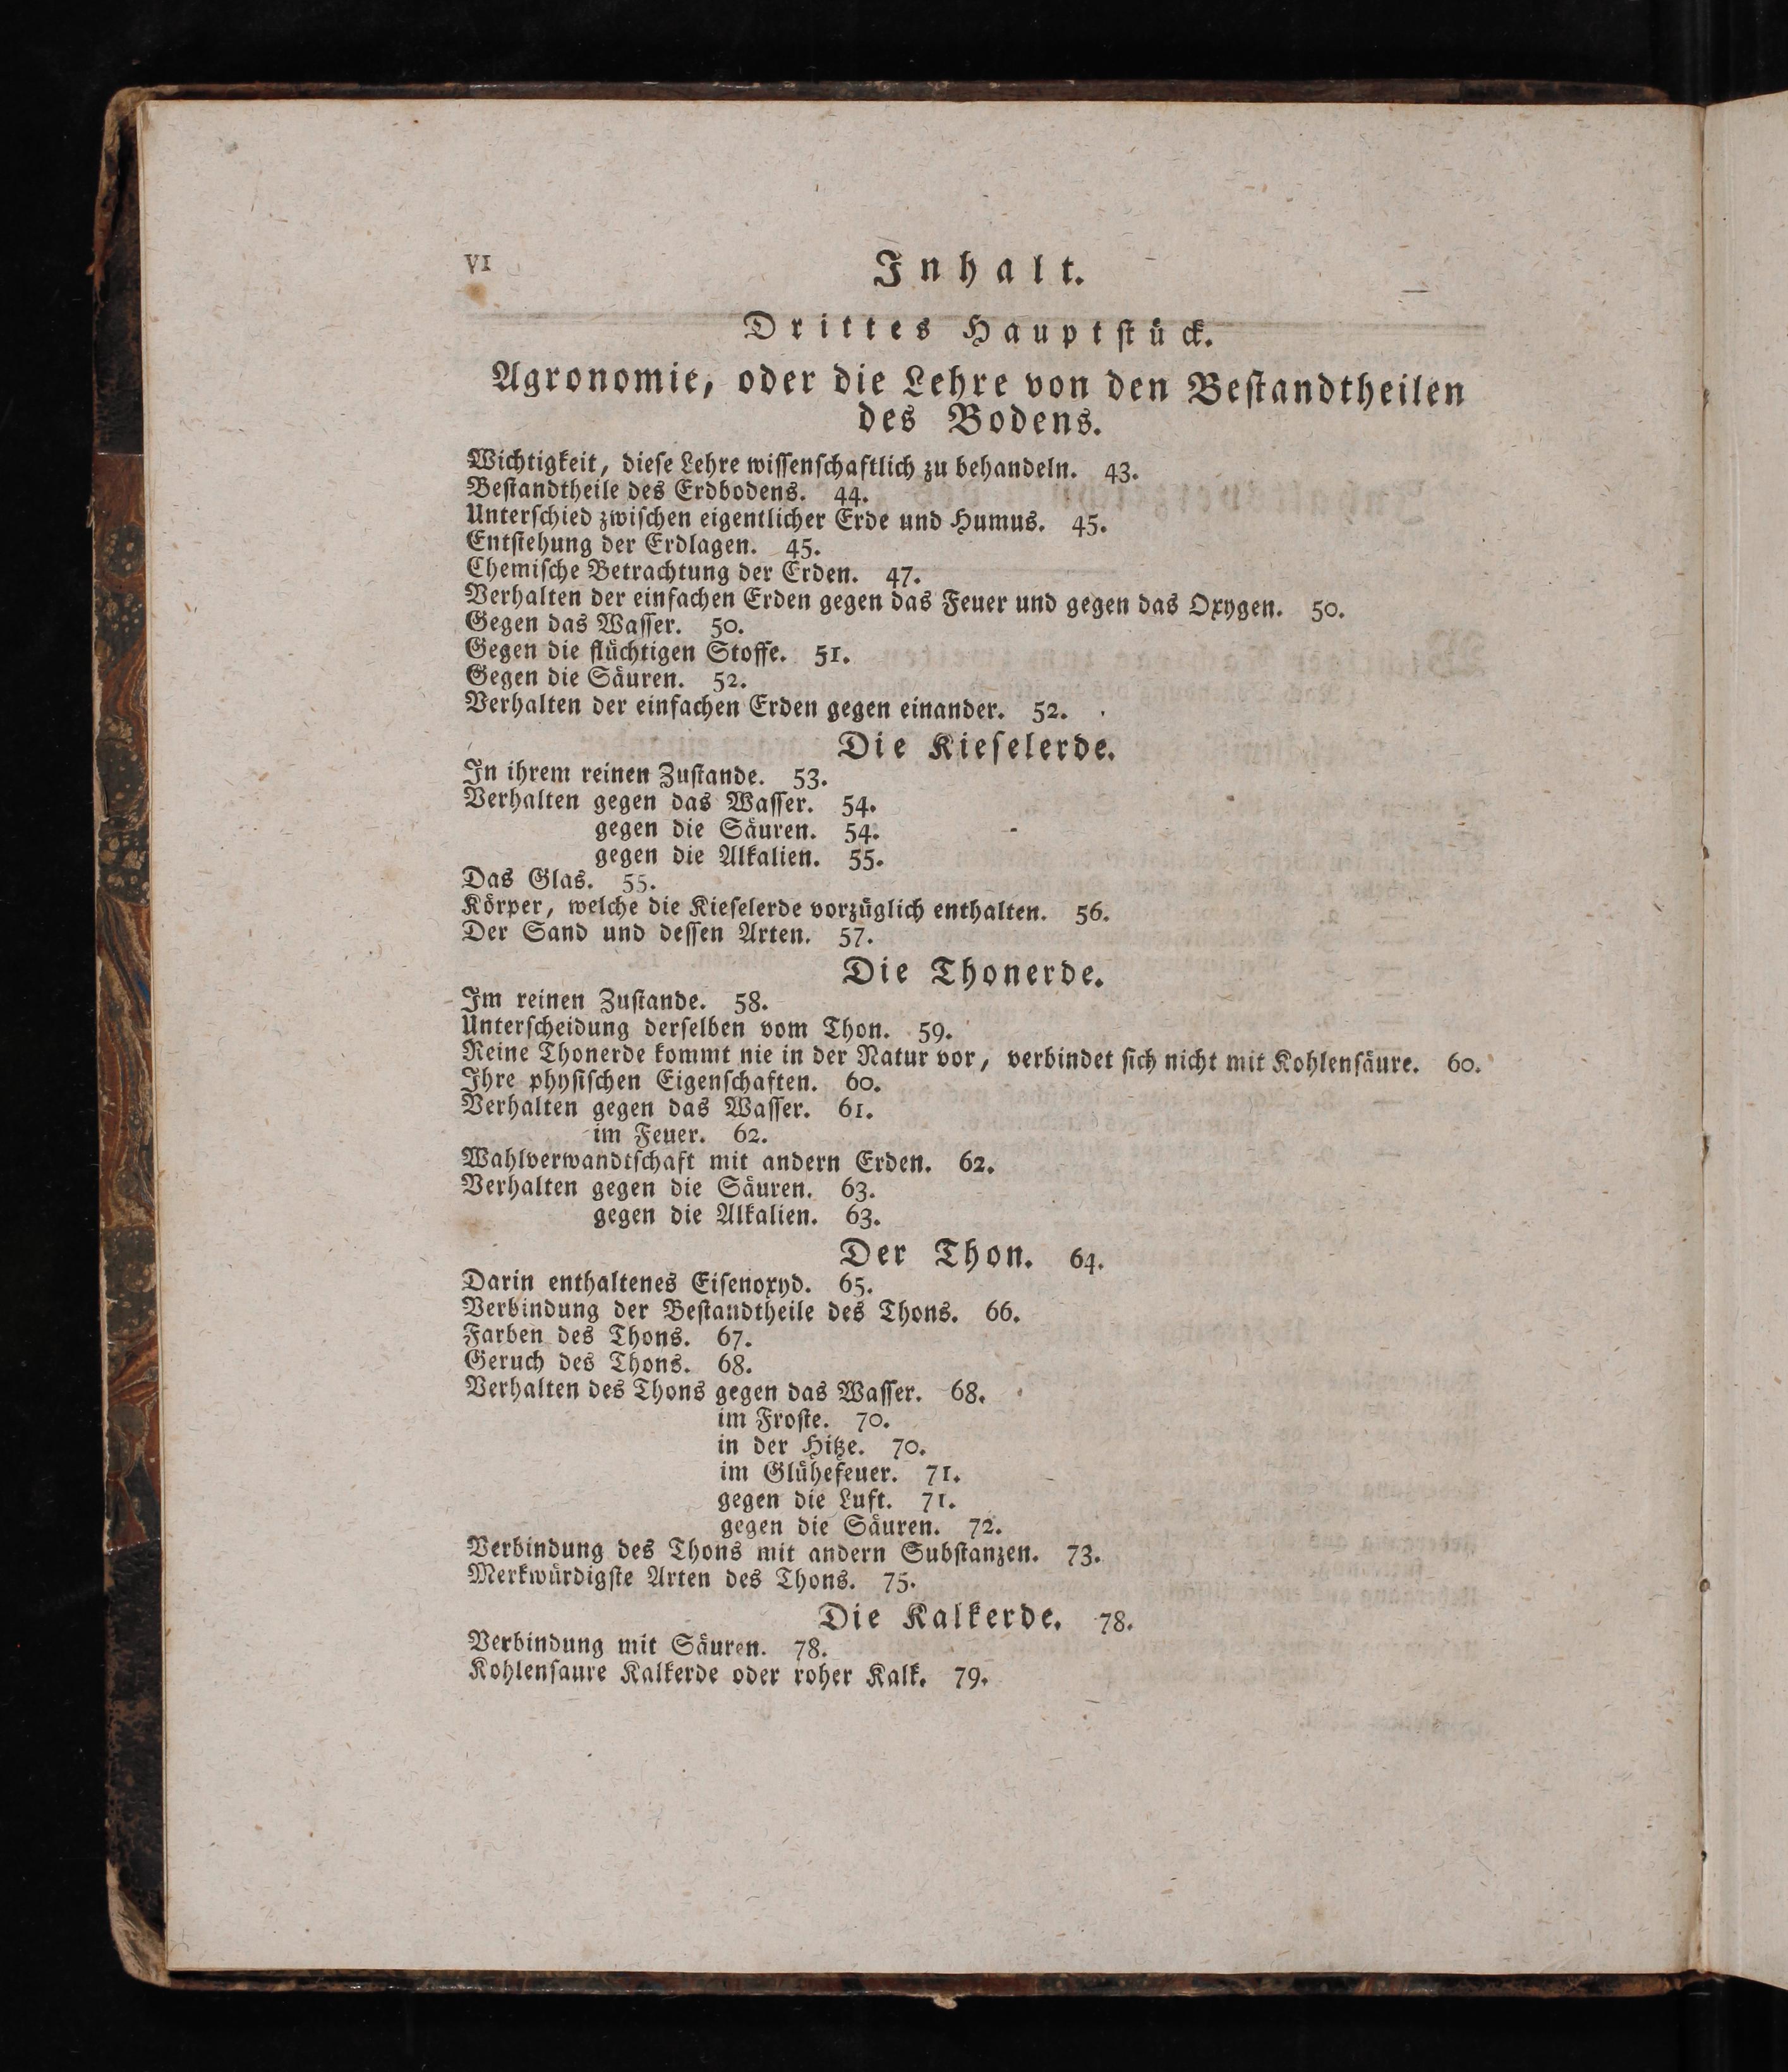 VI
Inhalt.
Drittes Hauptſtück.
Agronomie, oder die Lehre von den Beſtandtheilen
des Bodens.
Wichtigkeit, dieſe Lehre wiſſenſchaftlich zu behandeln. 43.
Beſtandtheile des Erdbodens. 44.
Unterſchied zwiſchen eigentlicher Erde und Humus. 45.
Entſtehung der Erdlagen. 45.
Chemiſche Betrachtung der Erden. 47.
Verhalten der einfachen Erden gegen das Feuer und gegen das Oxygen. 50.
Gegen das Waſſer. 50.
Gegen die flüchtigen Stoffe. 51.
Gegen die Säuren. 52.
Verhalten der einfachen Erden gegen einander. 52.
Die Kieſelerde.
In ihrem reinen Zuſtande. 53.
Verhalten gegen das Waſſer. 54.
gegen die Säuren. 54.
gegen die Alkalien. 55.
Das Glas. 55.
Körper, welche die Kieſelerde vorzüglich enthalten. 56.
Der Sand und deſſen Arten. 57.
Die Thonerde.
Im reinen Zuſtande. 58.
Unterſcheidung derſelben vom Thon. 59.
Reine Thonerde kommt nie in der Natur vor, verbindet ſich nicht mit Kohlenſäure. 60.
Ihre phyſiſchen Eigenſchaften. 60.
Verhalten gegen das Waſſer. 61.
im Feuer. 62.
Wahlverwandtſchaft mit andern Erden. 62.
Verhalten gegen die Säuren. 63.
gegen die Alkalien. 63.
Der Thon. 64.
Darin enthaltenes Eiſenoxyd. 65.
Verbindung der Beſtandtheile des Thons. 66.
Farben des Thons. 67.
Geruch des Thons. 68.
Verhalten des Thons gegen das Waſſer. 68.
im Froſte. 70.
in der Hitze. 70.
im Glühefeuer. 71.
gegen die Luft. 71.
gegen die Säuren. 72.
Verbindung des Thons mit andern Subſtanzen. 73.
Merkwürdigſte Arten des Thons. 75.
Die Kalkerde. 78.
Verbindung mit Säuren. 78.
Kohlenſaure Kalkerde oder roher Kalk. 79.